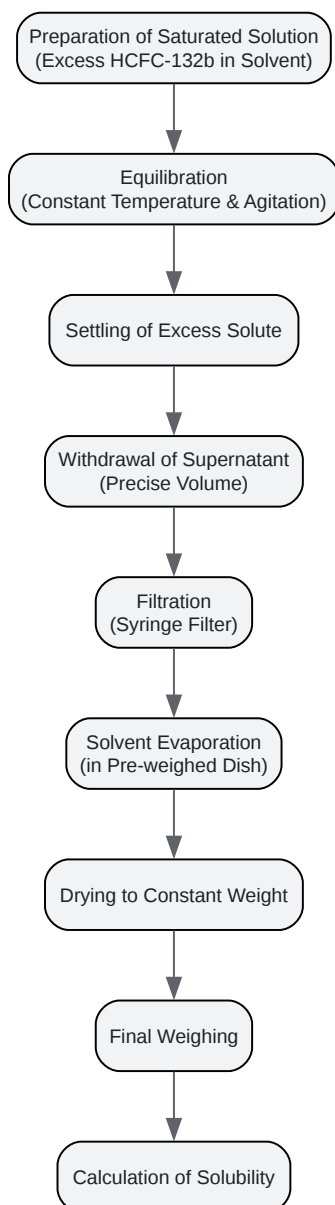 Preparation of Saturated Solution
(Excess HCFC-132b in Solvent)
Equilibration
(Constant Temperature & Agitation)
Settling of Excess Solute
Withdrawal of Supernatant
(Precise Volume)
Filtration
(Syringe Filter)
Solvent Evaporation
(in Pre-weighed Dish)
Drying to Constant Weight
Final Weighing
Calculation of Solubility